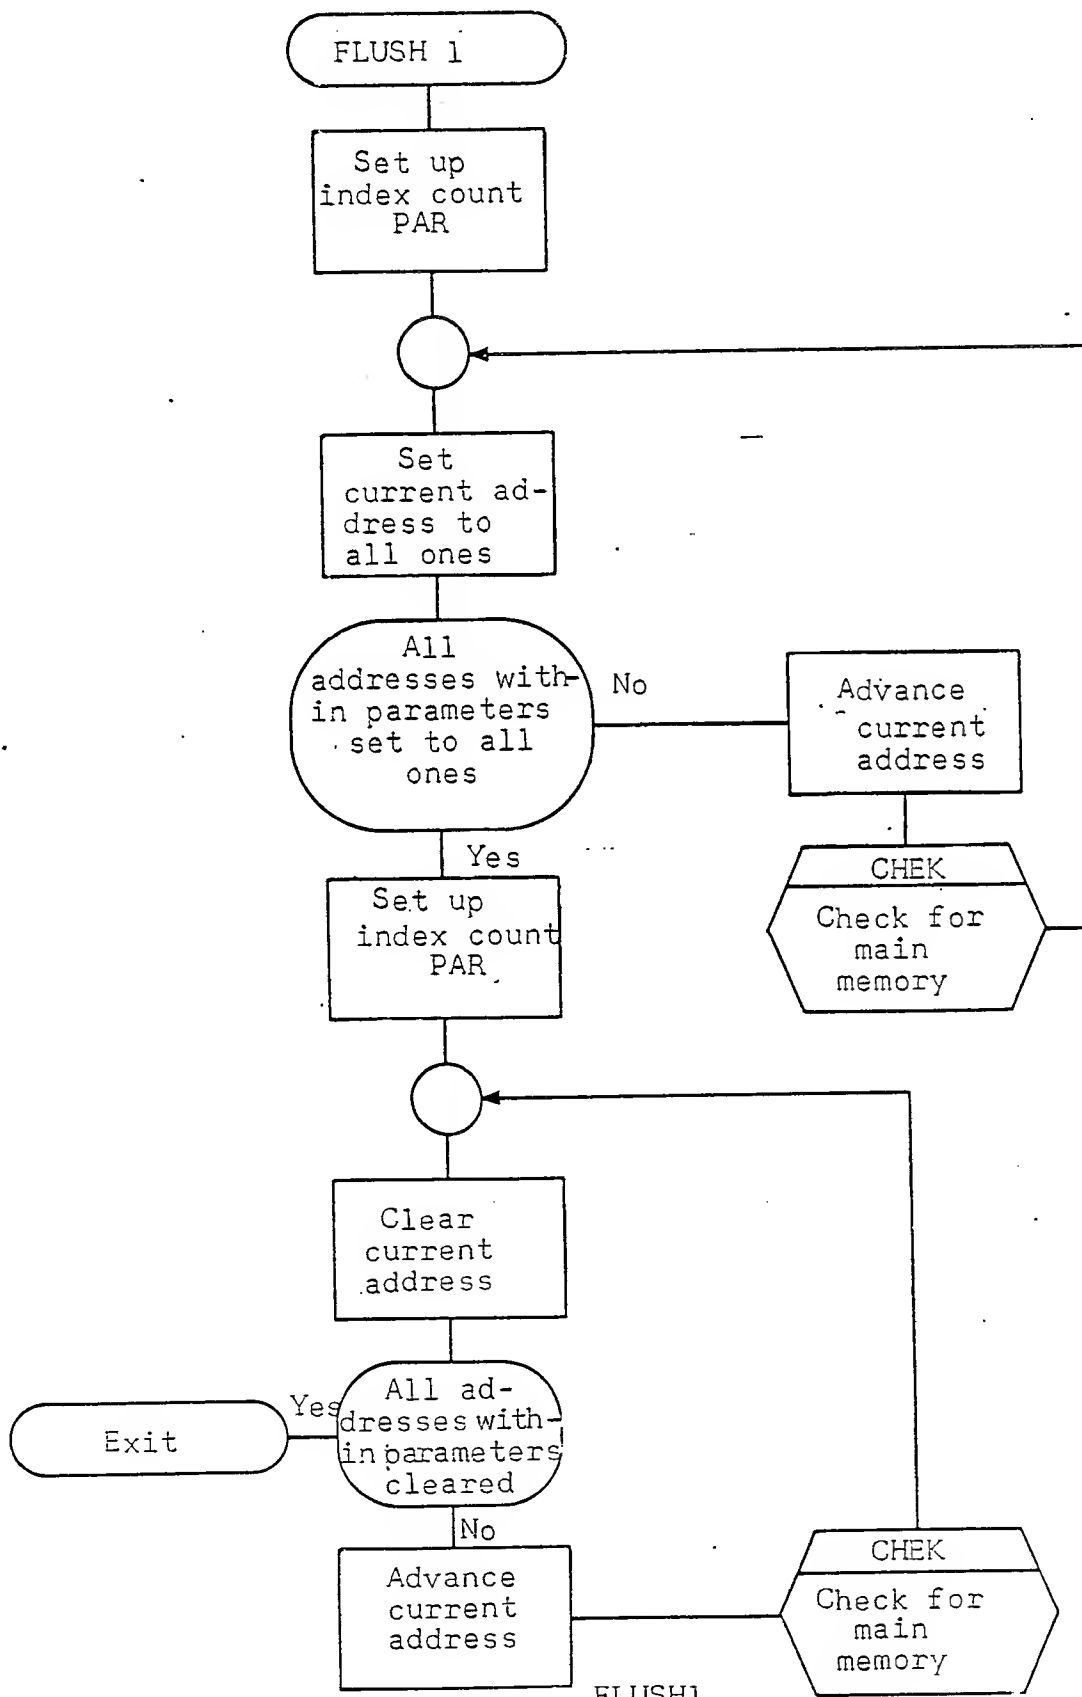 FLUSH 1
Set up
index count
PAR
Set
current ad-
dress to
all ones
All
addresses with-
in parameters
set to all
ones
No
Advance
current
address
Yes
CHEK
Check for
main
memory
Set up
index count
PAR
Clear
current
address
All ad-
dresses with-
in parameters
cleared
Yes
Exit
No
Advance
current
address
CHEK
Check for
main
memory
FLUSH1